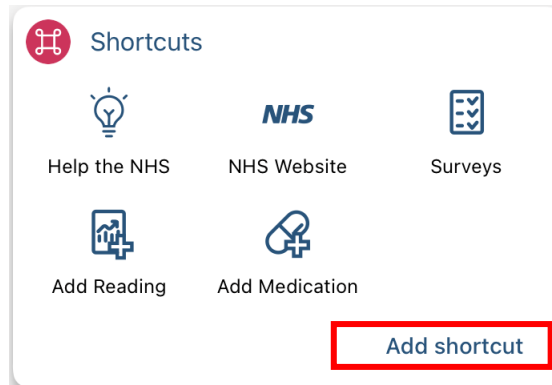 Shortcuts
NHS
Help the NHS NHS Website Surveys
Add Reading Add Medication
Add shortcut